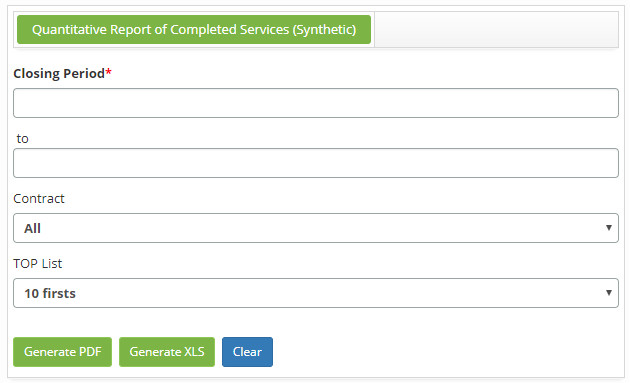 Quantitative Report of Completed Services (Synthetic)
Closing Period*
to
Contract
All
TOP List
10 firsts
Generate PDF Generate XLS Clear